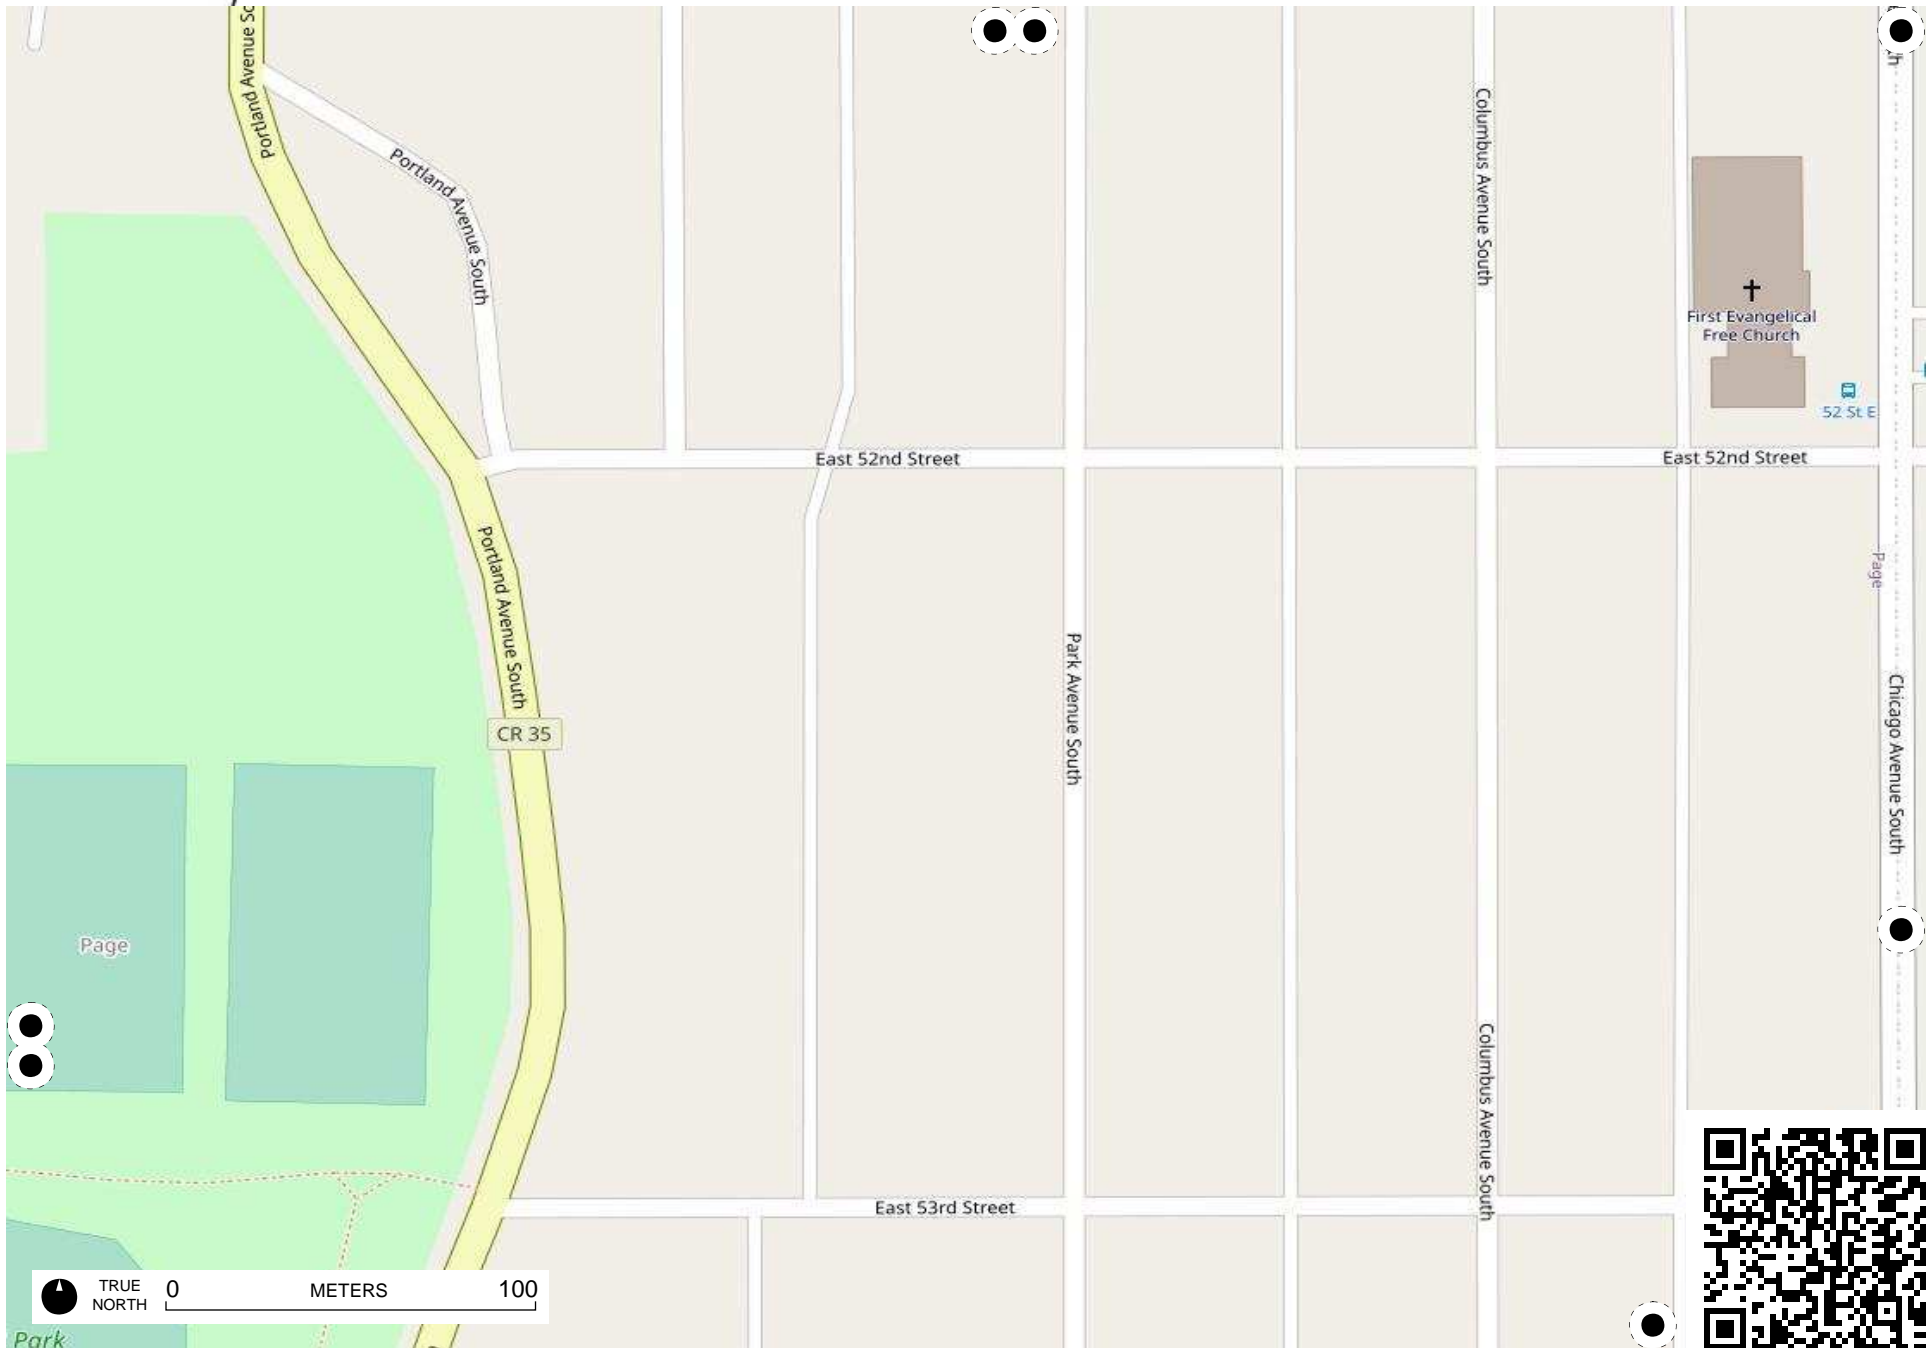 Portland Avenue So
Portland Avenue South
Columbus Avenue South
First Evangelical
Free Church
52 St E
East 52nd Street
East 52nd Street
Portland Avenue South
Page
Park Avenue South
Chicago Avenue South
CR 35
Page
Columbus Avenue South
East 53rd Street
TRUE
NORTH
0 METERS 100
Park